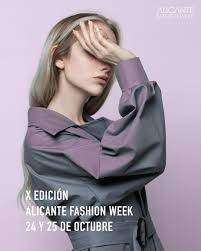 ALICANTE
X EDICIÓN
ALICANTE FASHION WEEK
24 Y 25 DE OCTUBRE